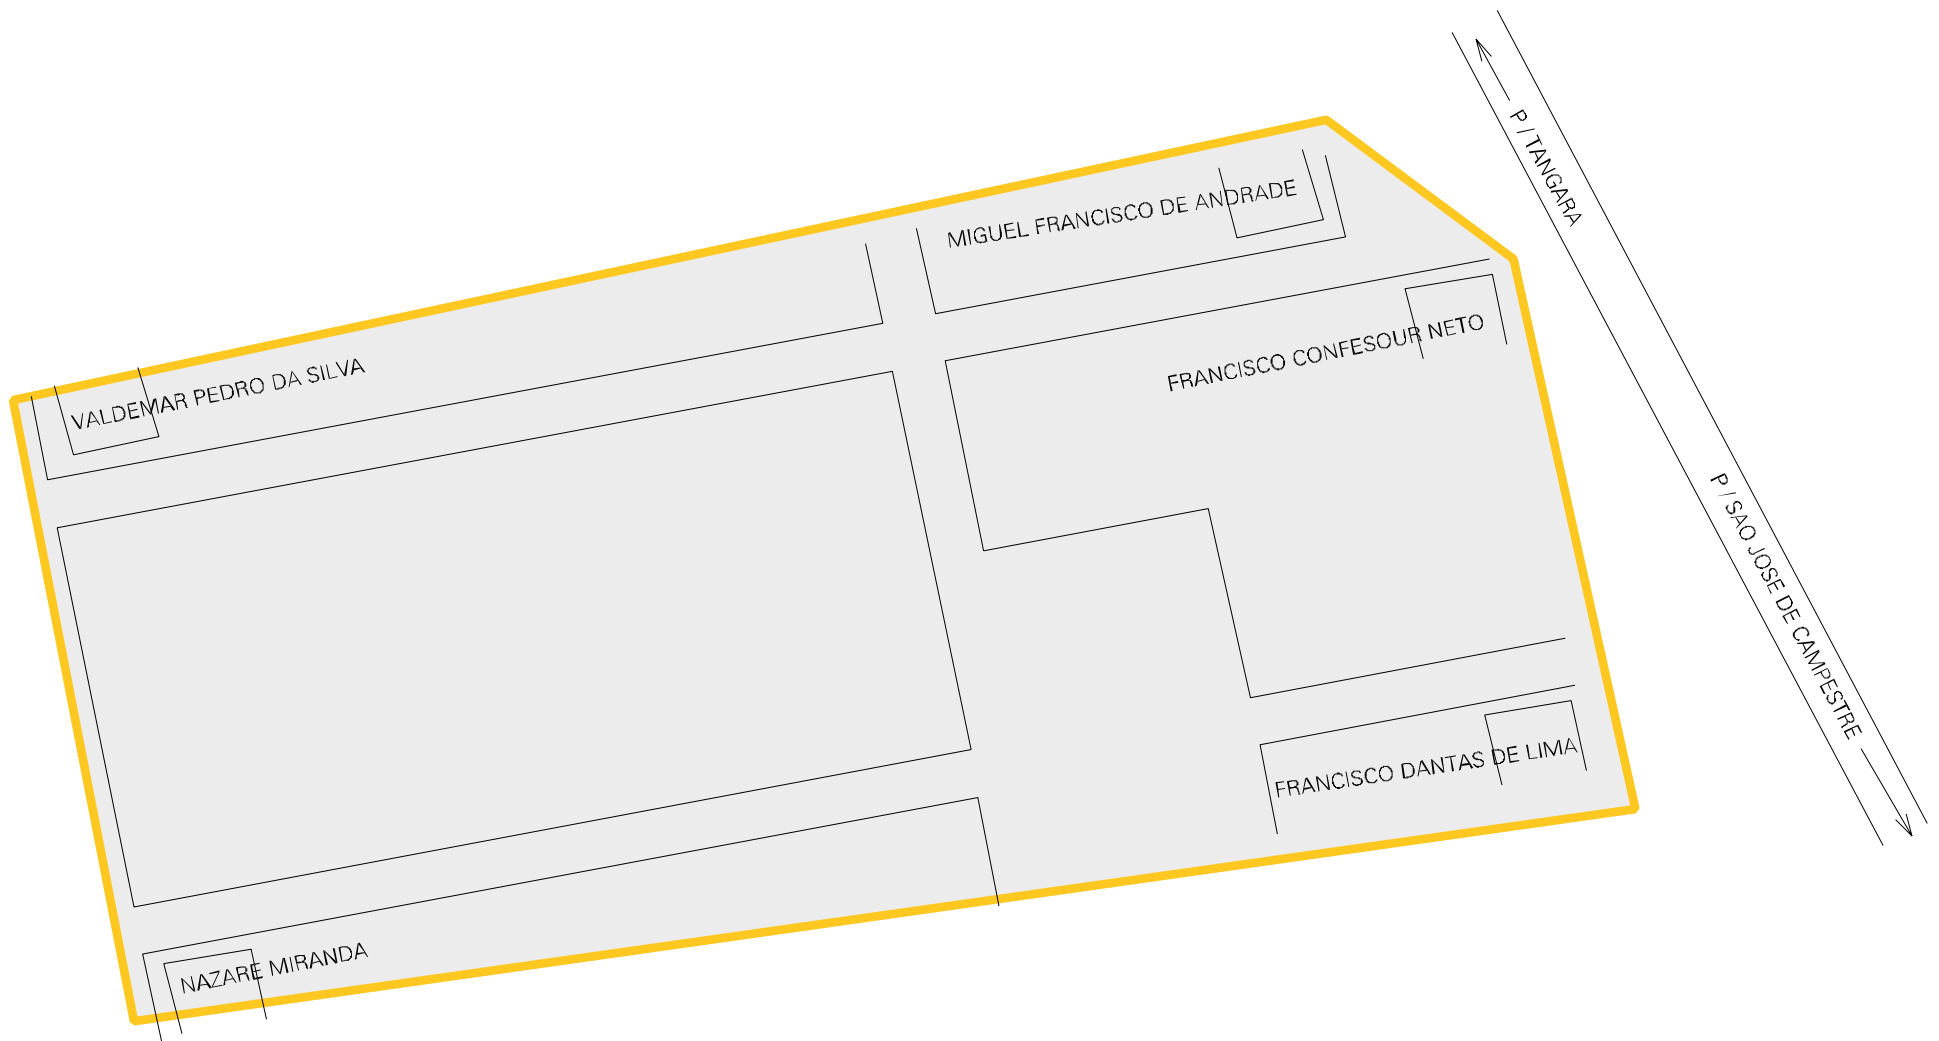 P / TANGARA
MIGUEL FRANCISCO DE ANDRADE
FRANCISCO CONFESOUR NETO
VALDEMAR PEDRO DA SILVA
P / SAO JOSE DE CAMPESTRE
FRANCISCO DANTAS DE LIMA
NAZARE MIRANDA